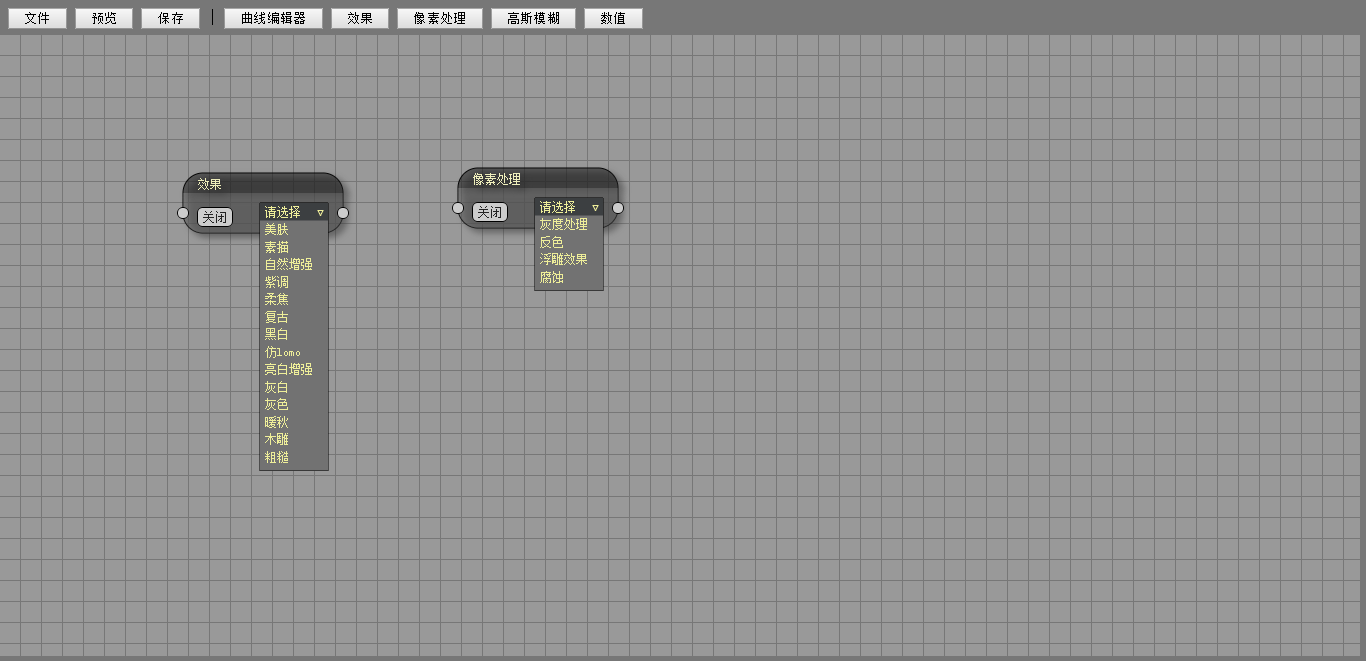 文件 预览 保存 曲线编辑器 效果 像素处理 高斯模糊 数值
效果
关闭 请选择
美肤
素描
自然增强
紫调
柔焦
复古
黑白
仿lomo
亮白增强
灰白
灰色
暖秋
木雕
粗糙
像素处理
关闭 请选择
灰度处理
反色
浮雕效果
腐蚀